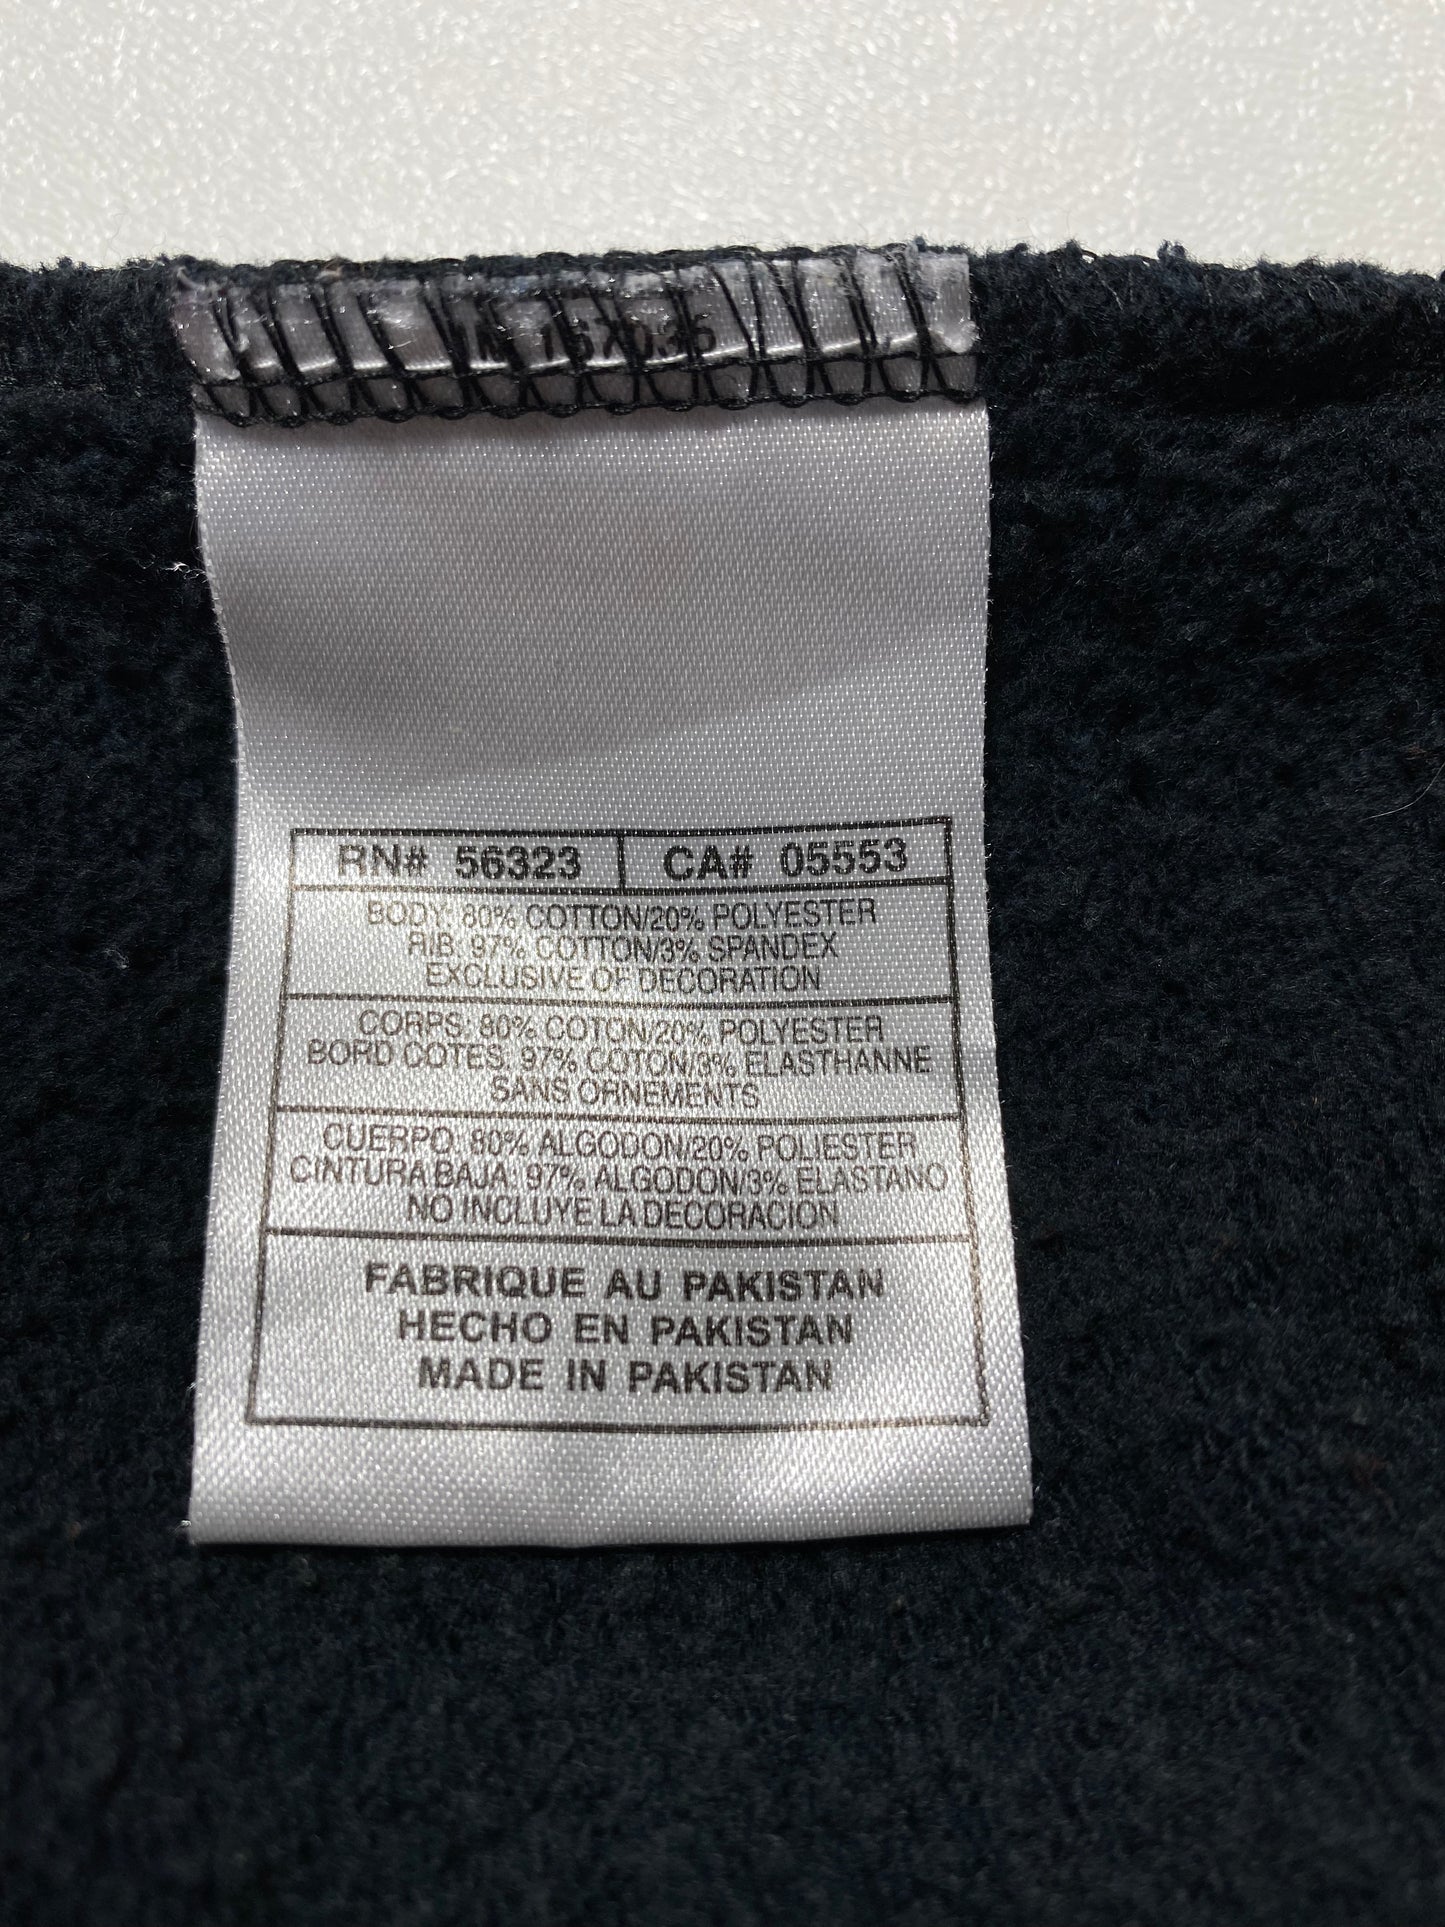 RN# 56323 CA# 05553
BODY: 80% COTTON/20% POLYESTER
RIB: 97% COTTON/3% SPANDEX
EXCLUSIVE OF DECORATION
CORPS: 80% COTON/20% POLYESTER
BORD COTES: 97% COTON/3% ELASTHANNE
SANS ORNEMENTS
CUERPO: 80% ALGODON/20% POLIESTER
CINTURA BAJA: 97% ALGODON/3% ELASTANO
NO INCLUYE LA DECORACION
FABRIQUE AU PAKISTAN
HECHO EN PAKISTAN
MADE IN PAKISTAN